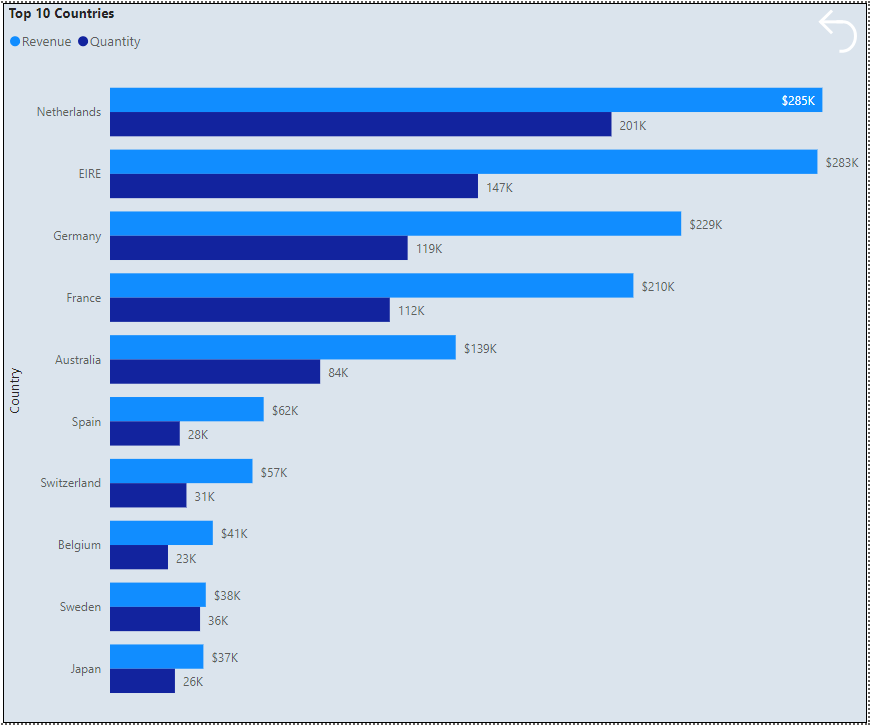 Top 10 Countries
Revenue Quantity
Netherlands
$285K
201K
EIRE
$283K
147K
Germany
$229K
119K
France
$210K
112K
Australia
$139K
84K
Country
Spain
$62K
28K
Switzerland
$57K
31K
Belgium
$41K
23K
Sweden
$38K
36K
Japan
$37K
26K